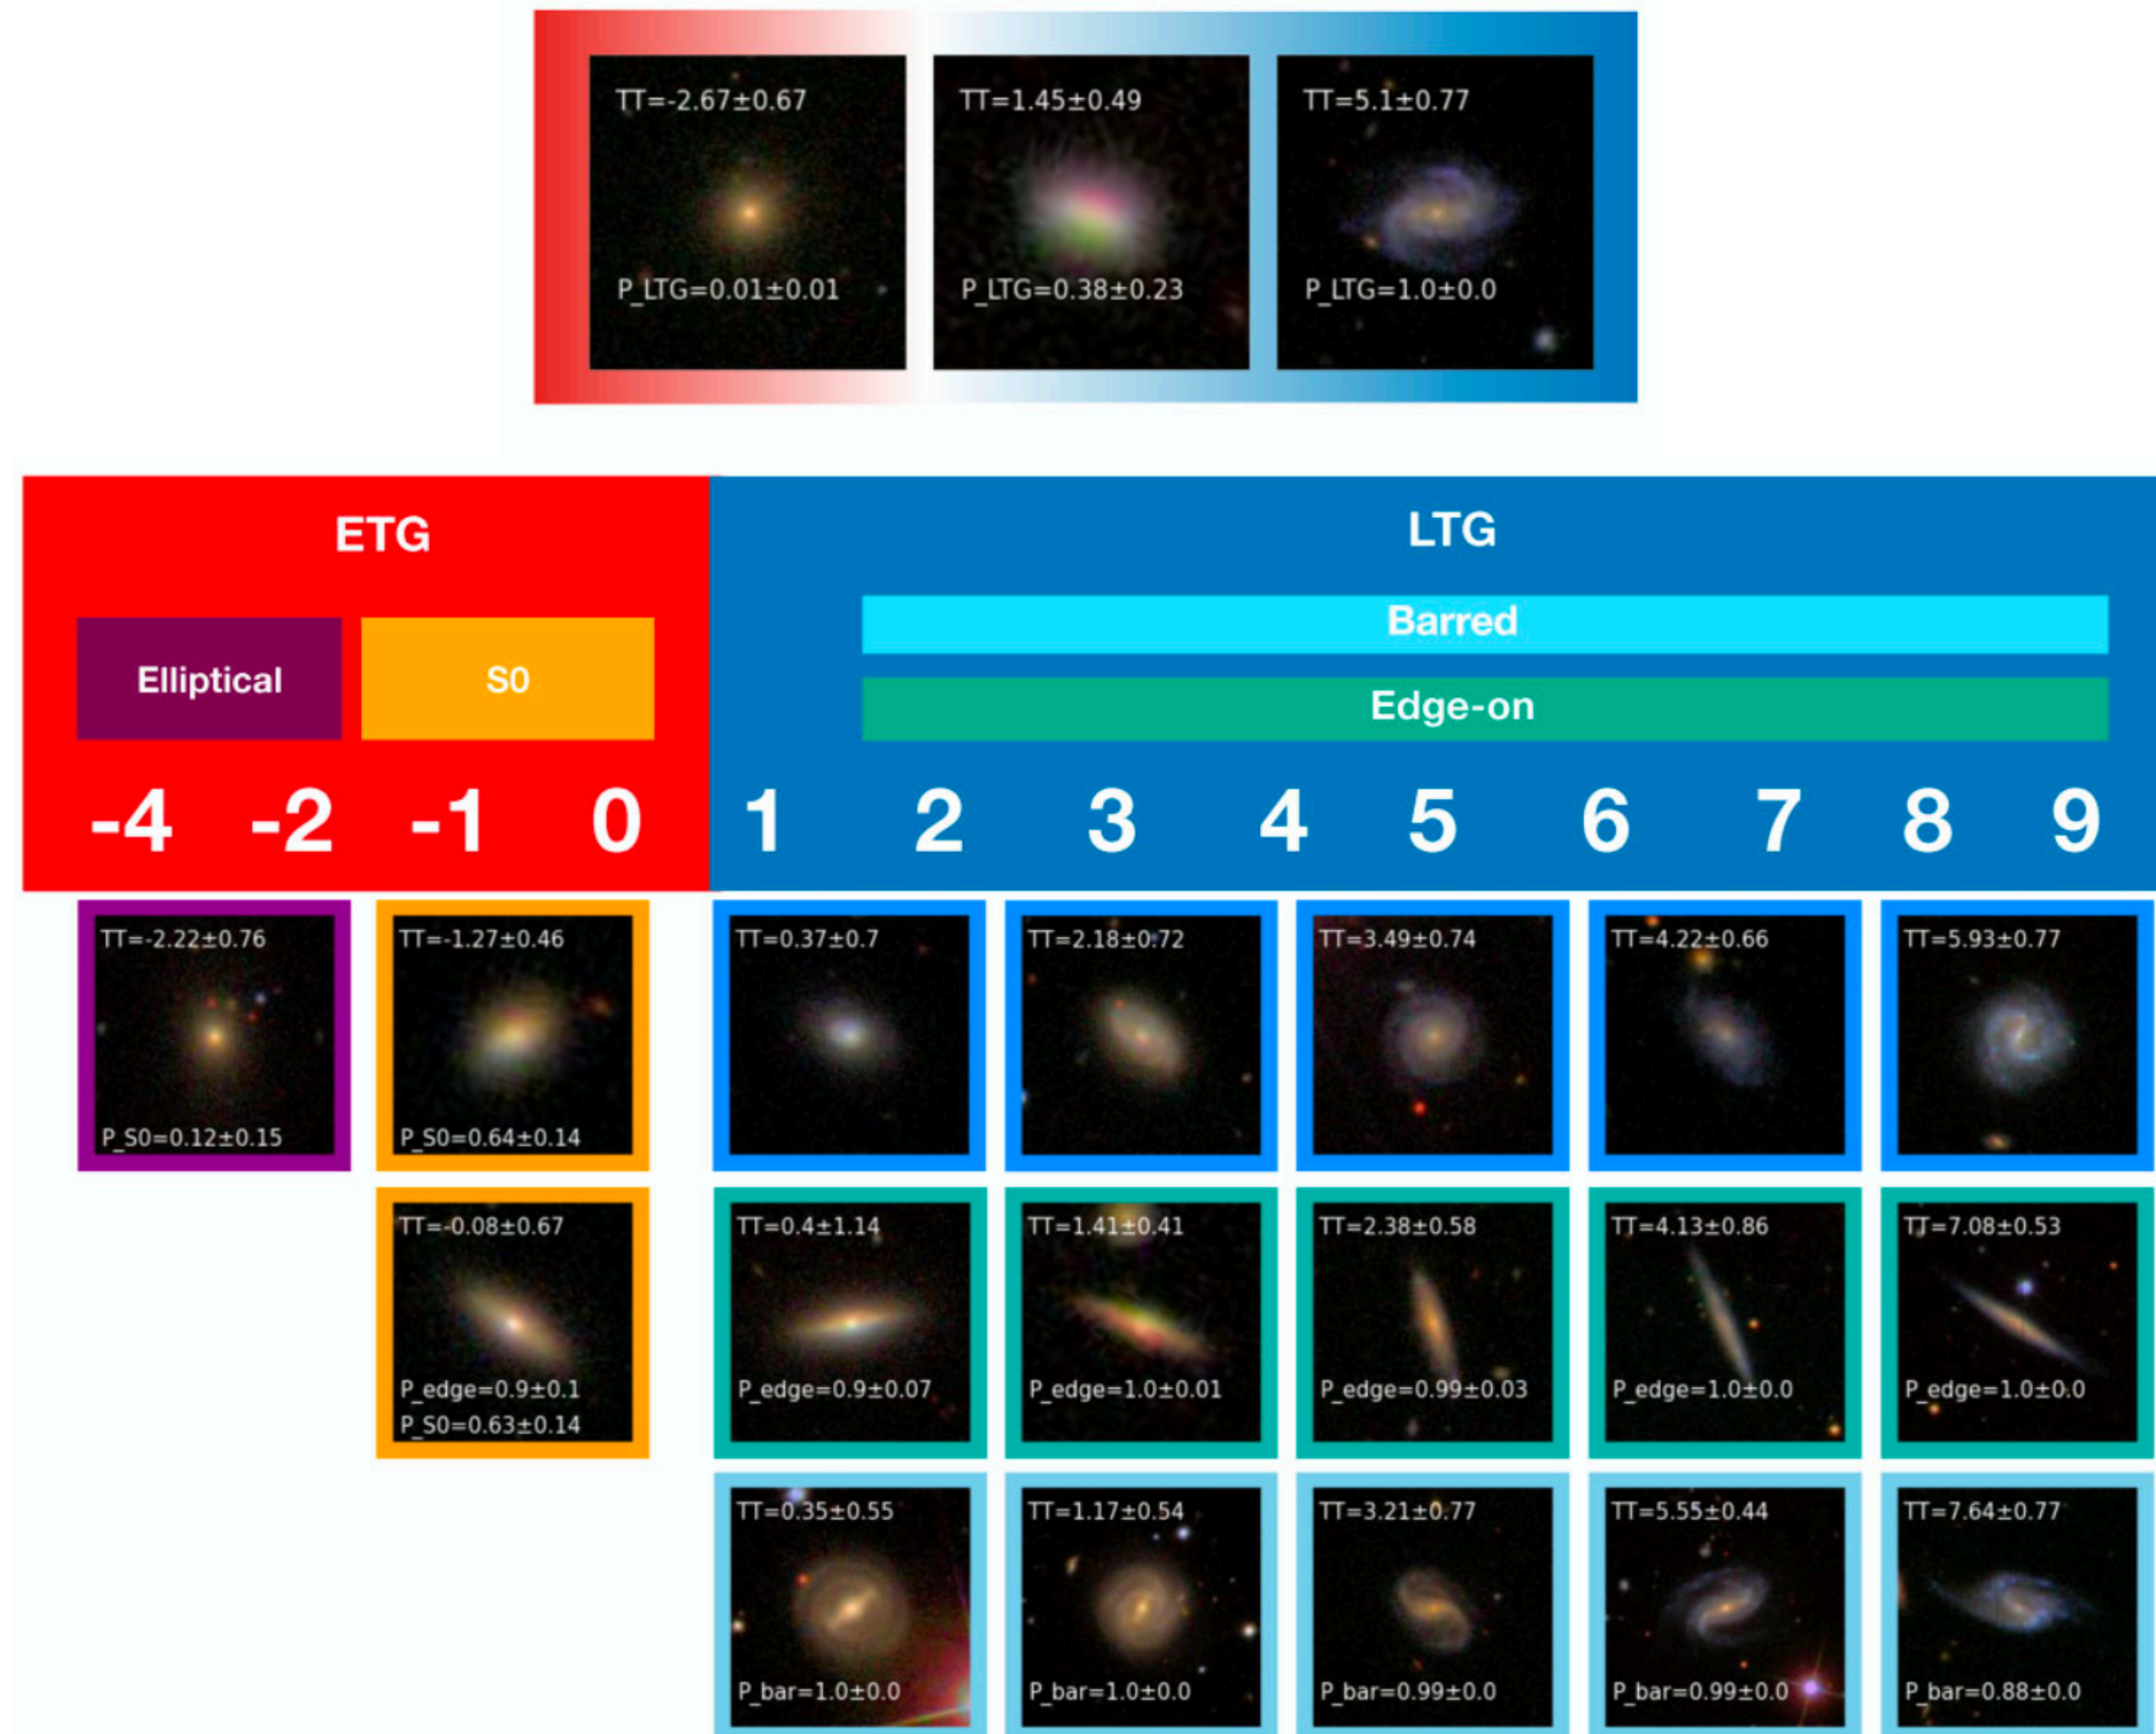 TT=-2.67±0.67
P_LTG=0.01±0.01
TT=1.45±0.49
P_LTG=0.38±0.23
TT=5.1±0.77
P_LTG=1.0±0.0
ETG
LTG
Barred
Elliptical
S0
Edge-on
-4 -2 -1 0 1 2 3 4 5 6 7 8 9
TT=-2.22±0.76
P_S0=0.12±0.15
TT=-1.27±0.46
P_S0=0.64±0.14
TT=0.37±0.7
TT=2.18±0.72
TT=3.49±0.74
TT=4.22±0.66
TT=5.93±0.77
TT=-0.08±0.67
P_edge=0.9±0.1
P_S0=0.63±0.14
TT=0.4±1.14
P_edge=0.9±0.07
TT=1.41±0.41
P_edge=1.0±0.01
TT=2.38±0.58
P_edge=0.99±0.03
TT=4.13±0.86
P_edge=1.0±0.0
TT=7.08±0.53
P_edge=1.0±0.0
TT=0.35±0.55
P_bar=1.0±0.0
TT=1.17±0.54
P_bar=1.0±0.0
TT=3.21±0.77
P_bar=0.99±0.0
TT=5.55±0.44
P_bar=0.99±0.0
TT=7.64±0.77
P_bar=0.88±0.0